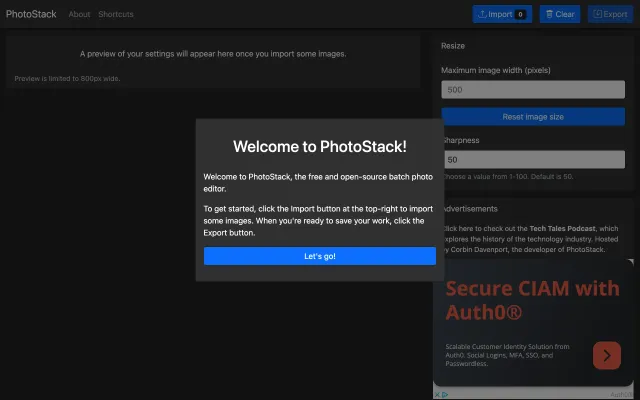 PhotoStack About Shortcuts Import 0 Clear Export
A preview of your settings will appear here once you import some images.
Preview is limited to 800px wide.
Resize
Maximum image width (pixels)
500
Reset image size
Sharpness
50
Choose a value from 1-100. Default is 50.
Welcome to PhotoStack!
Welcome to PhotoStack, the free and open-source batch photo
editor.
To get started, click the Import button at the top-right to import
some images. When you're ready to save your work, click the
Export button.
Let's go!
Advertisements
Click here to check out the Tech Tales Podcast, which
explores the history of the technology industry. Hosted
by Corbin Davenport, the developer of PhotoStack.
Secure CIAM with
Auth0®
Scalable Customer Identity Solution from
Auth0. Social Logins, MFA, SSO, and
Passwordless.
Auth0®